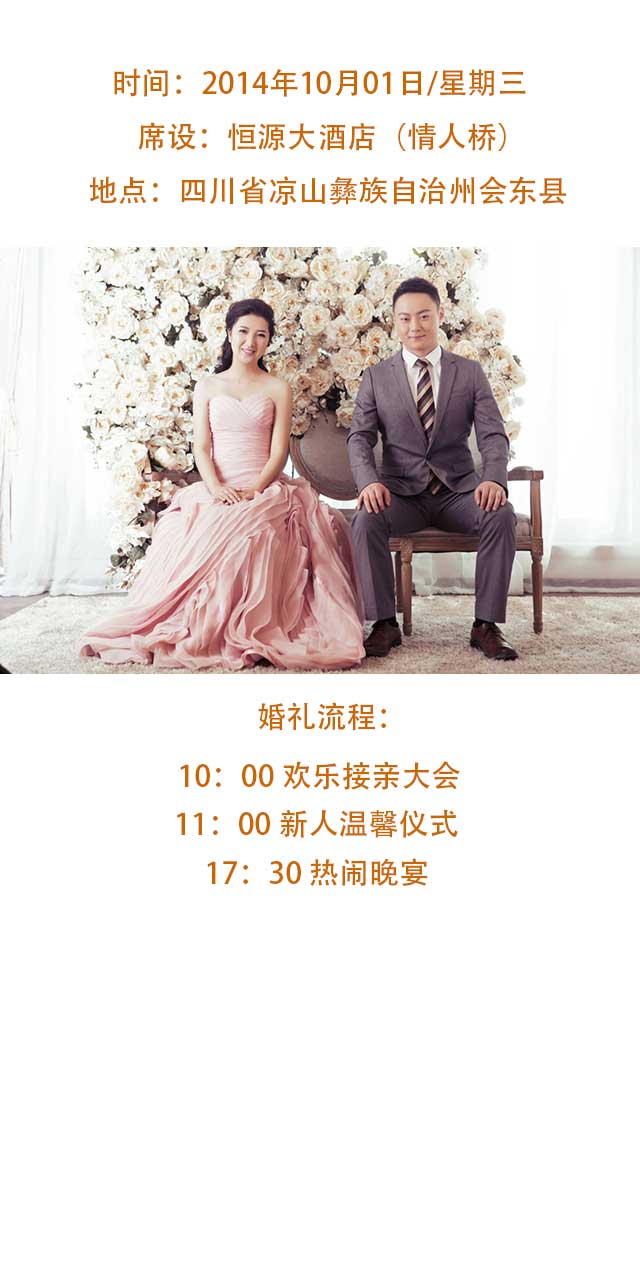 时间：2014年10月01日/星期三
席设：恒源大酒店（情人桥）
地点：四川省凉山彝族自治州会东县
婚礼流程：
10：00 欢乐接亲大会
11：00 新人温馨仪式
17：30 热闹晚宴